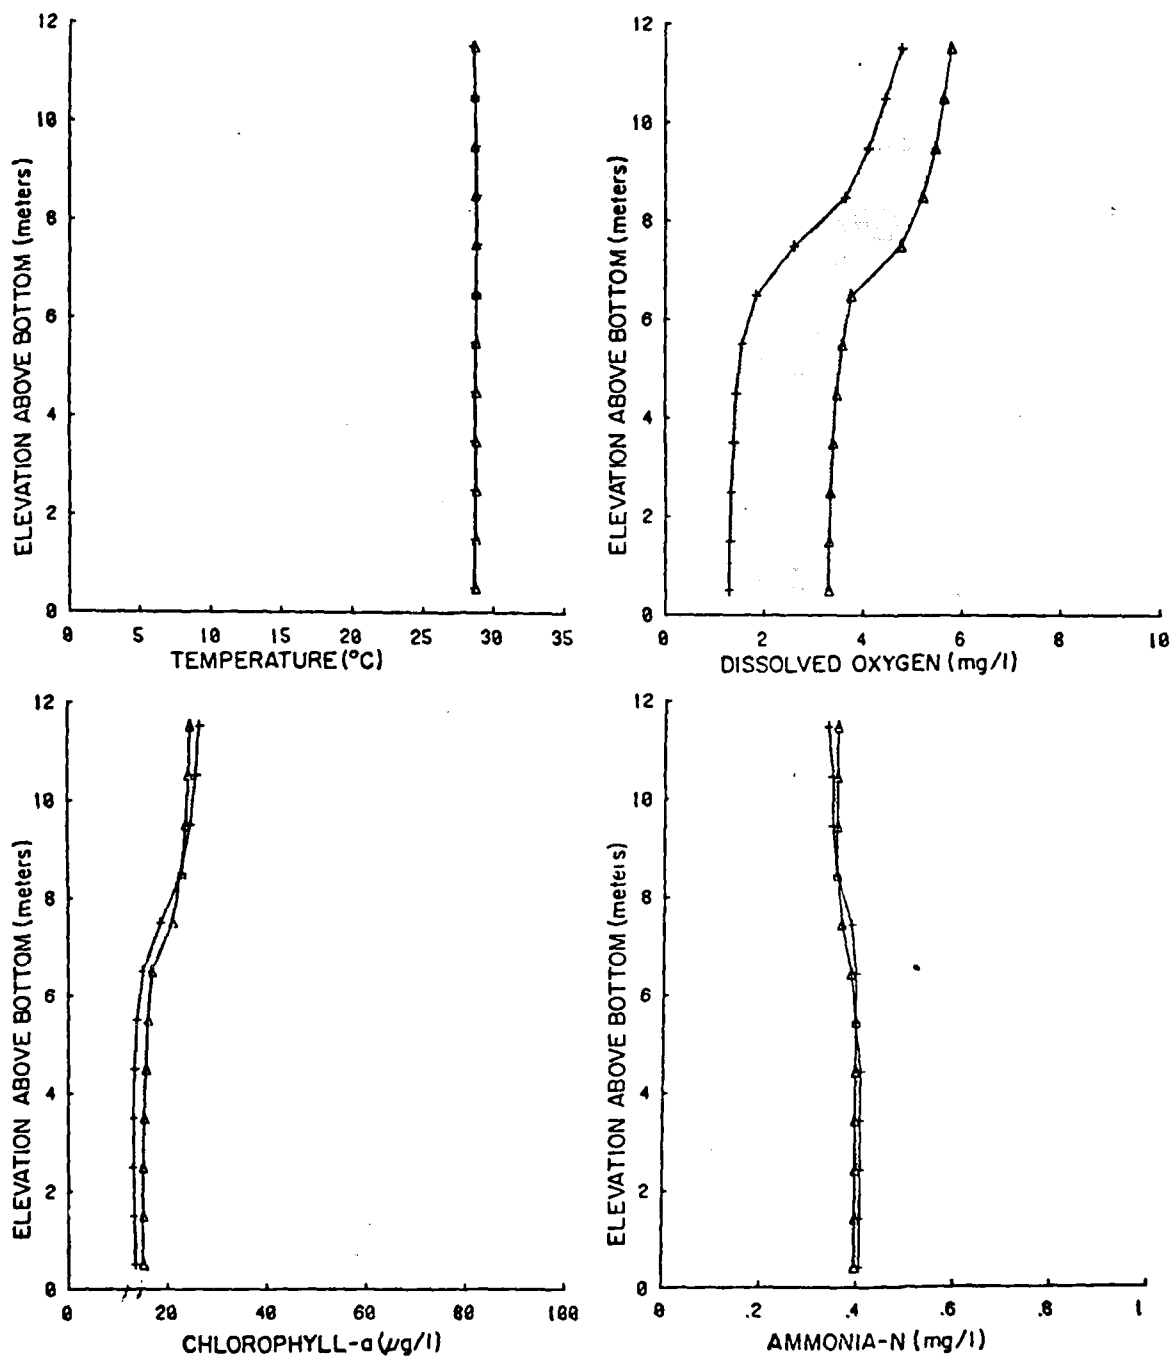 12
10
8
6
4
2
0
ELEVATION ABOVE BOTTOM (meters)
0 5 10 15 20 25 30 35
TEMPERATURE (°C)
12
10
8
6
4
2
0
ELEVATION ABOVE BOTTOM (meters)
0 2 4 6 8 10
DISSOLVED OXYGEN (mg/l)
12
10
8
6
4
2
0
ELEVATION ABOVE BOTTOM (meters)
0 20 40 60 80 100
CHLOROPHYLL-a (µg/l)
12
10
8
6
4
2
0
ELEVATION ABOVE BOTTOM (meters)
0 .2 .4 .6 .8 1
AMMONIA-N (mg/l)